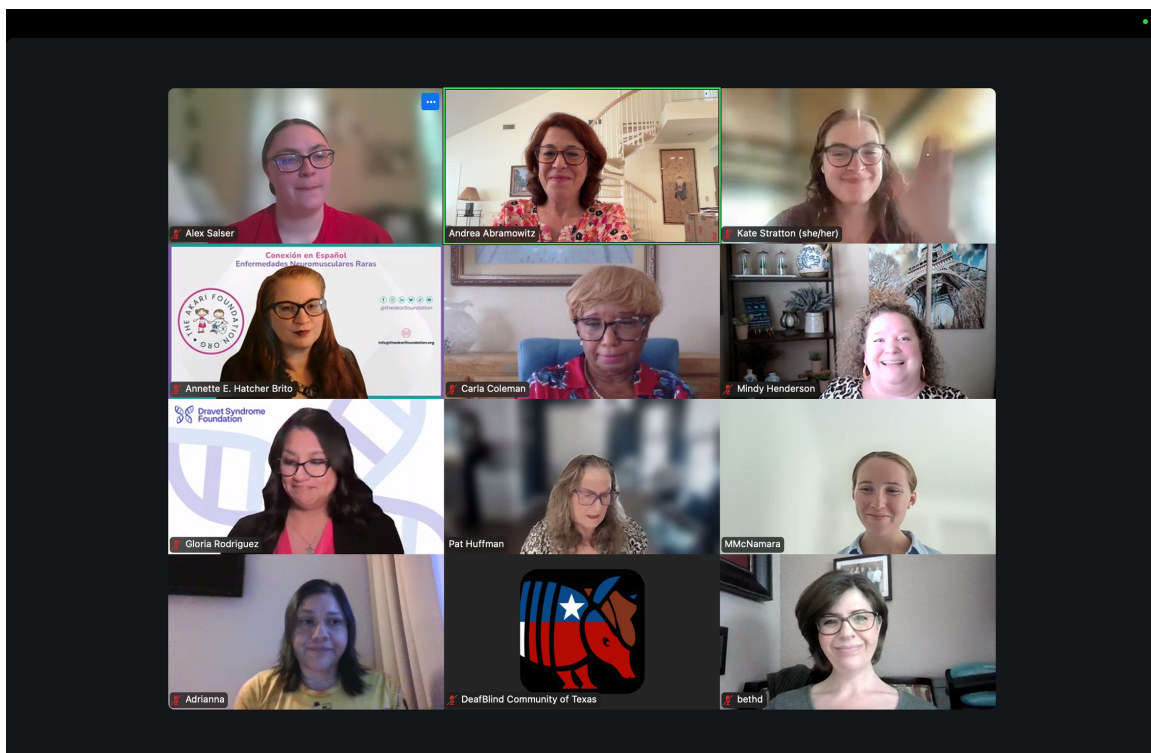 Alex Salser
Andrea Abramowitz
Kate Stratton (she/her)
Conexión en Español
Enfermedades Neuromusculares Raras
THE AKARI FOUNDATION.ORG
@theakarifoundation
info@theakarifoundation.org
Annette E. Hatcher Brito
Carla Coleman
Mindy Henderson
Dravet Syndrome
Foundation
Gloria Rodriguez
Pat Huffman
MMcNamara
Adrianna
DeafBlind Community of Texas
bethd